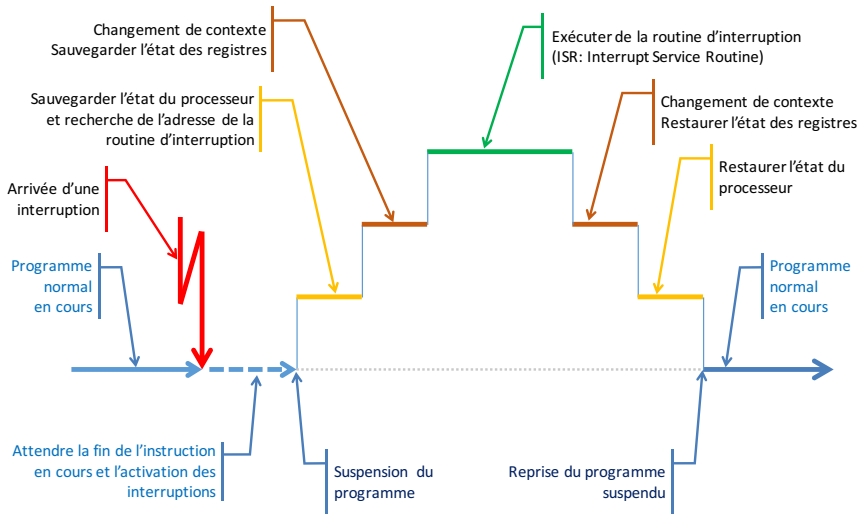 Changement de contexte
Sauvegarder l'état des registres
Exécuter de la routine d'interruption
(ISR: Interrupt Service Routine)
Sauvegarder l'état du processeur
et recherche de l'adresse de la
routine d'interruption
Changement de contexte
Restaurer l'état des registres
Arrivée d'une
interruption
Restaurer l'état du
processeur
Programme
normal
en cours
Programme
normal
en cours
Attendre la fin de l'instruction
en cours et l'activation des
interruptions
Suspension du
programme
Reprise du programme
suspendu